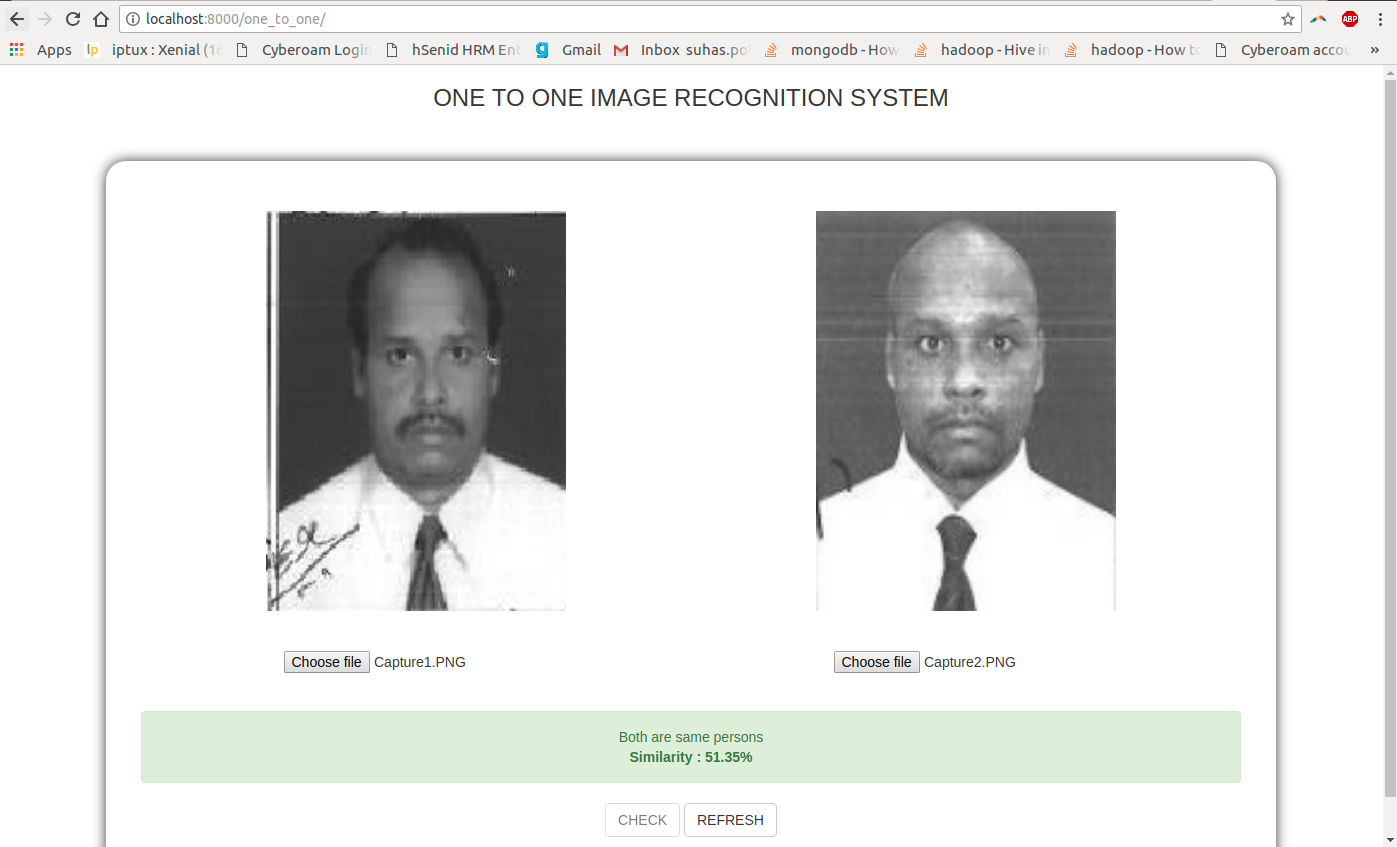 localhost:8000/one_to_one/
Apps iptux : Xenial (16 Cyberoam Login hSenid HRM Ent Gmail Inbox suhas.po mongodb - How hadoop - Hive in hadoop - How to Cyberoam accou »
ONE TO ONE IMAGE RECOGNITION SYSTEM
Choose file Capture1.PNG Choose file Capture2.PNG
Both are same persons
Similarity : 51.35%
CHECK REFRESH